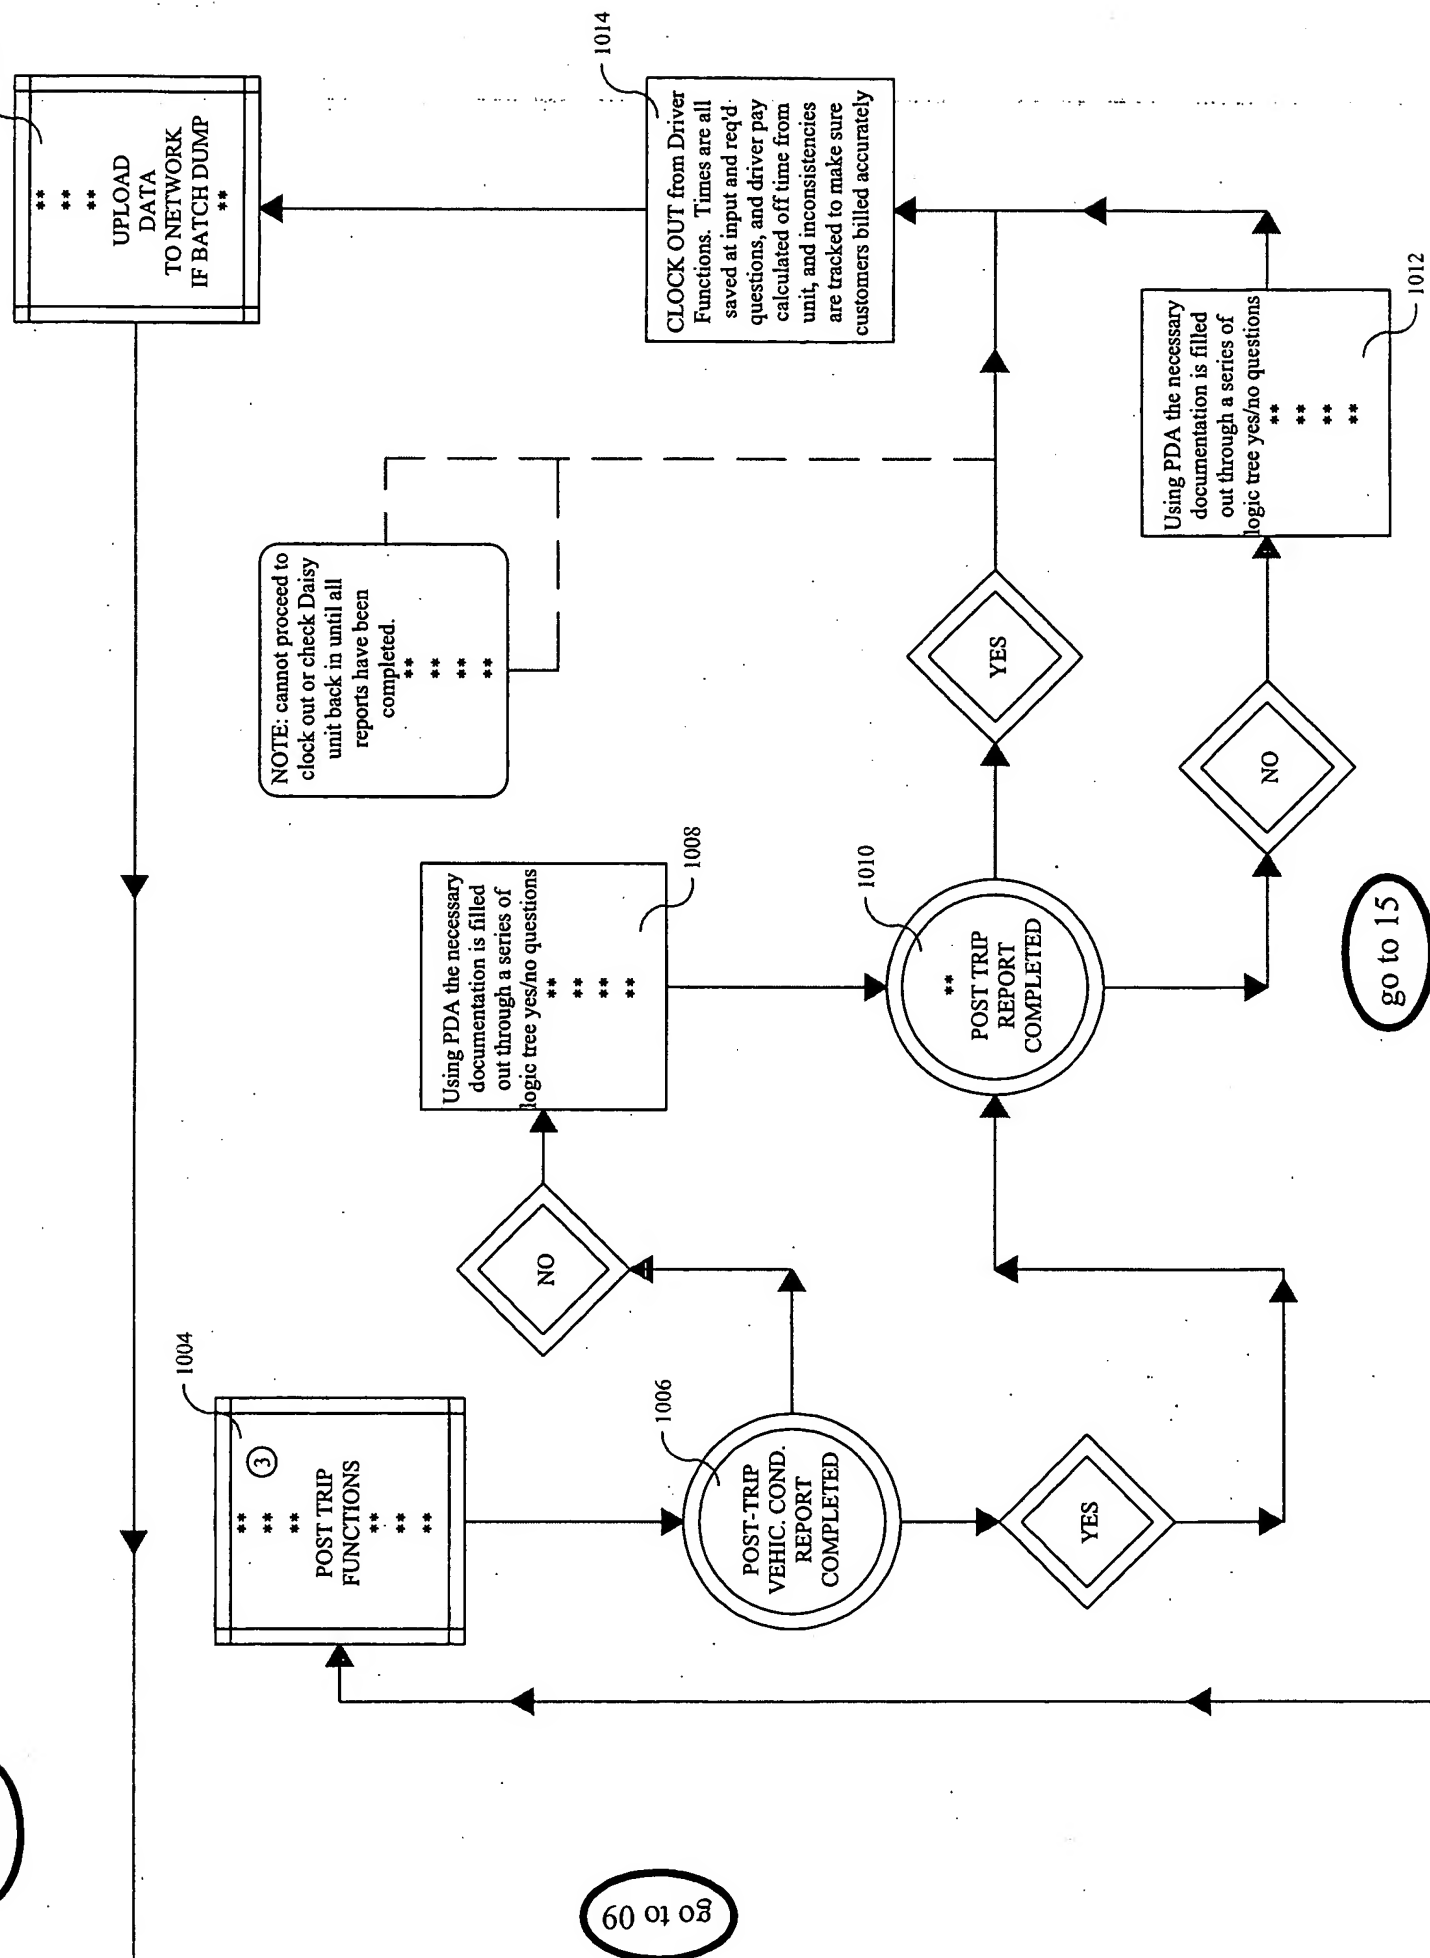 **
**
**
UPLOAD
DATA
TO NETWORK
IF BATCH DUMP
**
1014
CLOCK OUT from Driver
Functions. Times are all
saved at input and req'd
questions, and driver pay
calculated off time from
unit, and inconsistencies
are tracked to make sure
customers billed accurately
NOTE: cannot proceed to
clock out or check Daisy
unit back in until all
reports have been
completed.
**
**
**
**
Using PDA the necessary
documentation is filled
out through a series of
logic tree yes/no questions
**
**
**
**
1012
YES
NO
Using PDA the necessary
documentation is filled
out through a series of
logic tree yes/no questions
**
**
**
**
1008
1010
**
POST TRIP
REPORT
COMPLETED
go to 15
NO
1004
3
**
**
**
POST TRIP
FUNCTIONS
**
**
**
1006
POST-TRIP
VEHIC. COND.
REPORT
COMPLETED
YES
go to 09